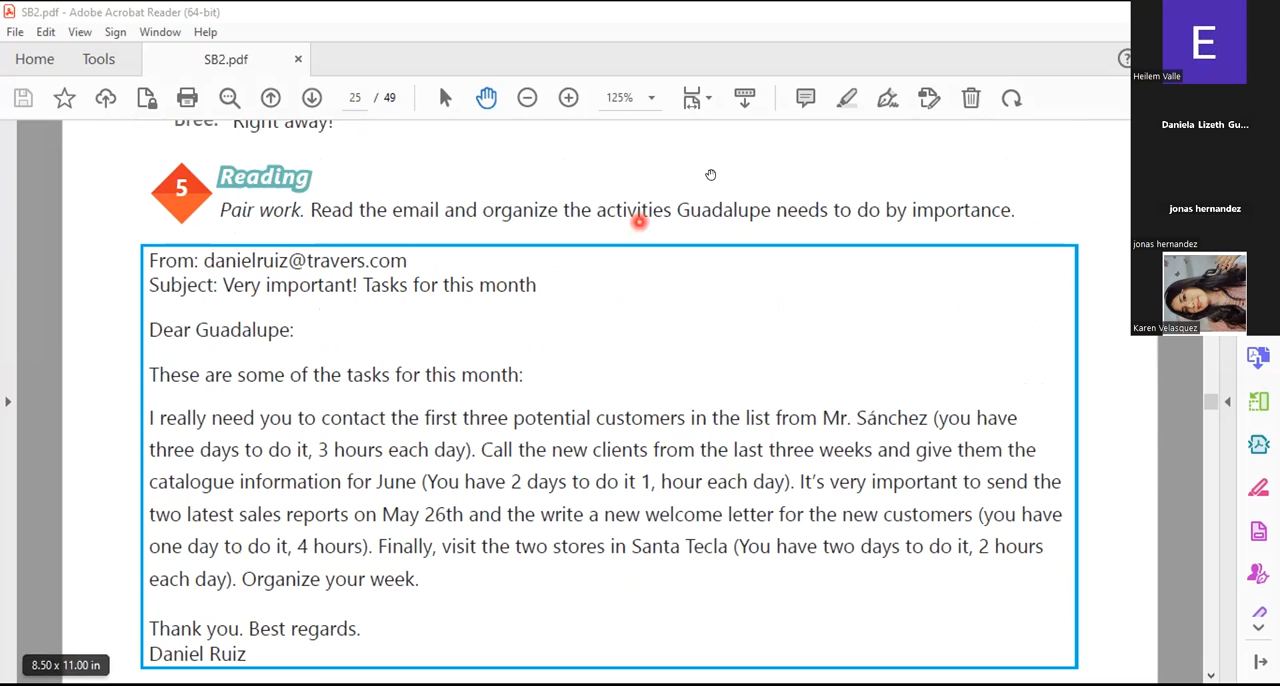 SB2.pdf - Adobe Acrobat Reader (64-bit)
File Edit View Sign Window Help
Home Tools SB2.pdf ×
25 / 49 125%
Bree: Right away!
5 Reading
Pair work. Read the email and organize the activities Guadalupe needs to do by importance.
From: danielruiz@travers.com
Subject: Very important! Tasks for this month
Dear Guadalupe:
These are some of the tasks for this month:
I really need you to contact the first three potential customers in the list from Mr. Sánchez (you have
three days to do it, 3 hours each day). Call the new clients from the last three weeks and give them the
catalogue information for June (You have 2 days to do it 1, hour each day). It's very important to send the
two latest sales reports on May 26th and the write a new welcome letter for the new customers (you have
one day to do it, 4 hours). Finally, visit the two stores in Santa Tecla (You have two days to do it, 2 hours
each day). Organize your week.
Thank you. Best regards.
Daniel Ruiz
8.50 x 11.00 in
E
Heilem Valle
Daniela Lizeth Gu...
jonas hernandez
jonas hernandez
Karen Velasquez